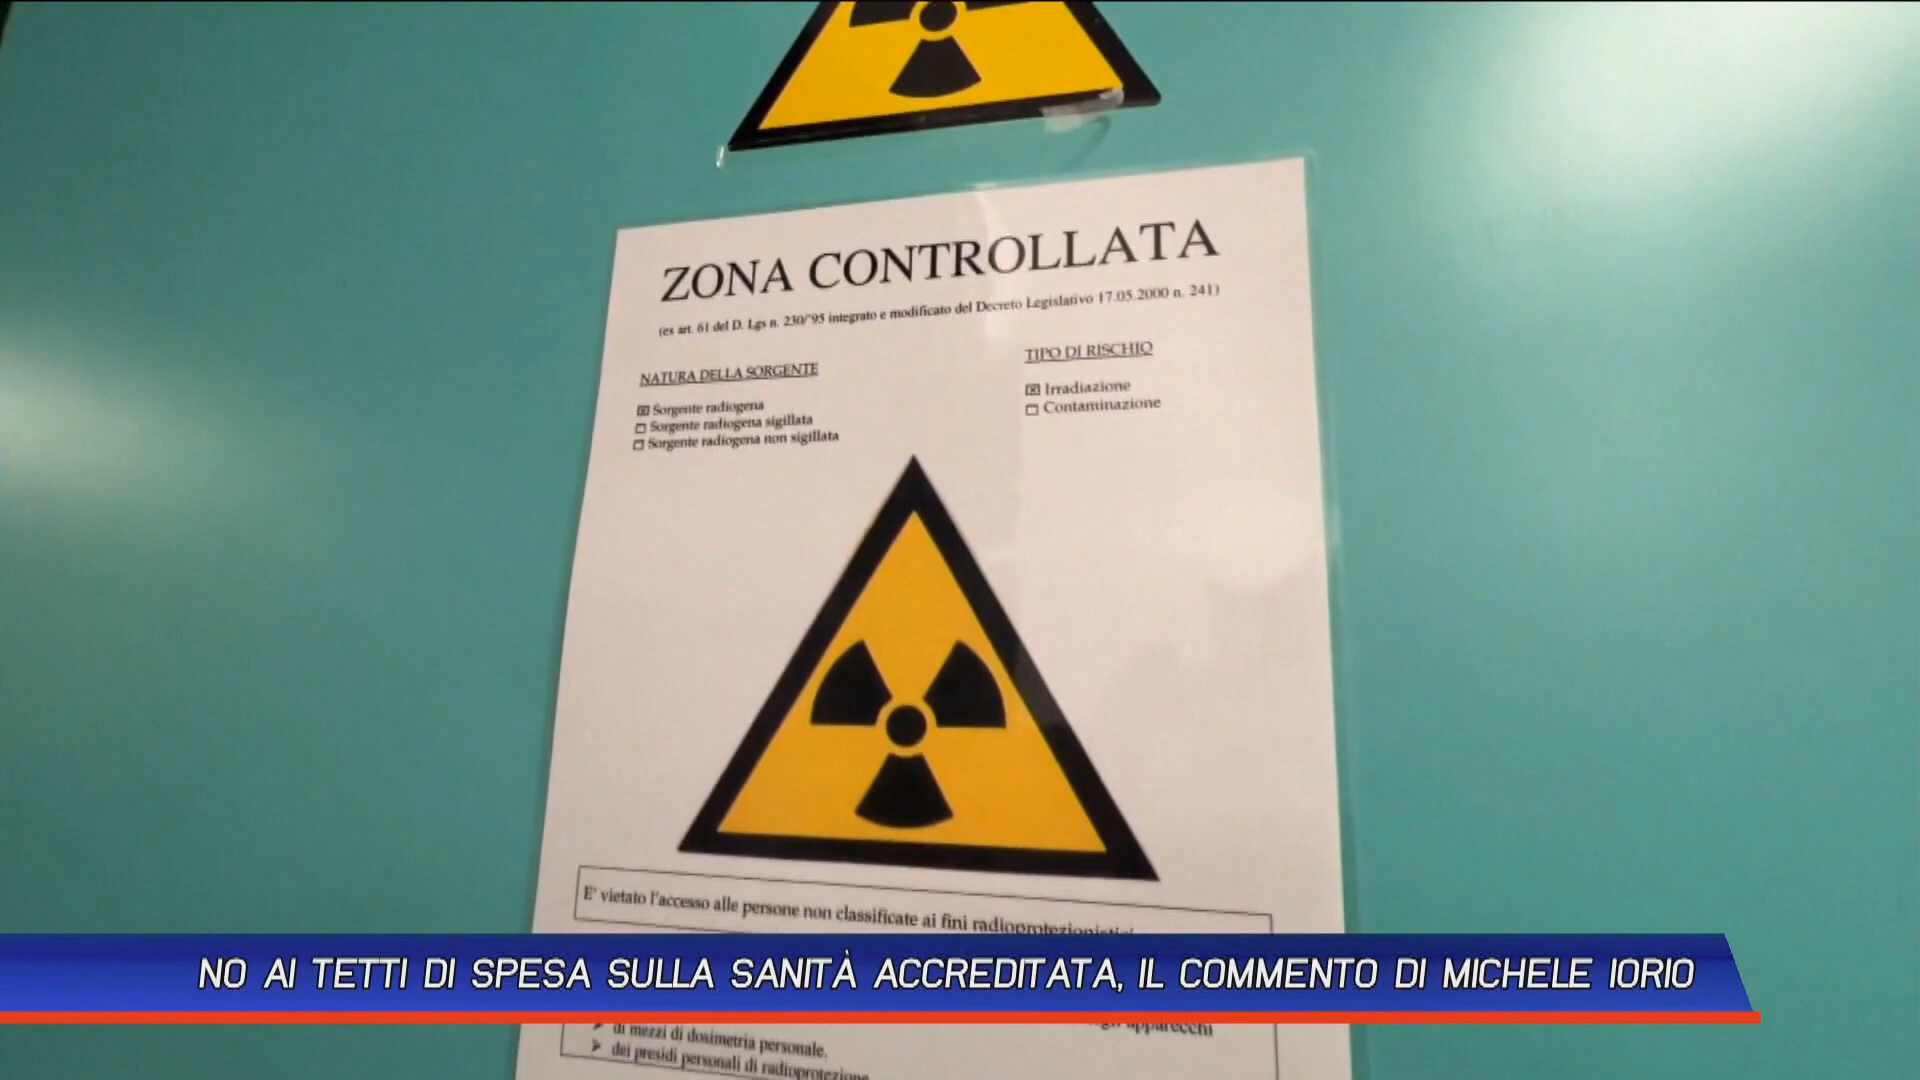 ZONA CONTROLLATA
(ex art. 61 del D. Lgs n. 230/'95 integrato e modificato del Decreto Legislativo 17.05.2000 n. 241)
NATURA DELLA SORGENTE
☒ Sorgente radiogena
☐ Sorgente radiogena sigillata
☐ Sorgente radiogena non sigillata
TIPO DI RISCHIO
☒ Irradiazione
☐ Contaminazione
E' vietato l'accesso alle persone non classificate ai fini radioprotezionistici
NO AI TETTI DI SPESA SULLA SANITÀ ACCREDITATA, IL COMMENTO DI MICHELE IORIO
apparecchi
➤ di mezzi di dosimetria personale.
➤ dei presidi personali di radioprotezione